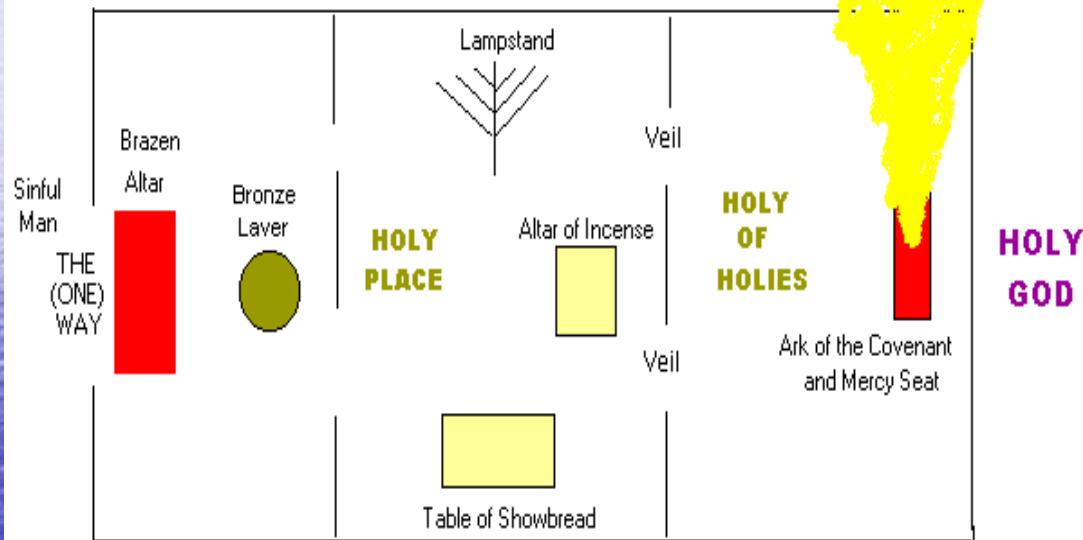 Lampstand
Brazen
Altar
Sinful
Man
THE
(ONE)
WAY
Bronze
Laver
HOLY
PLACE
Altar of Incense
Veil
Veil
HOLY
OF
HOLIES
Ark of the Covenant
and Mercy Seat
HOLY
GOD
Table of Showbread